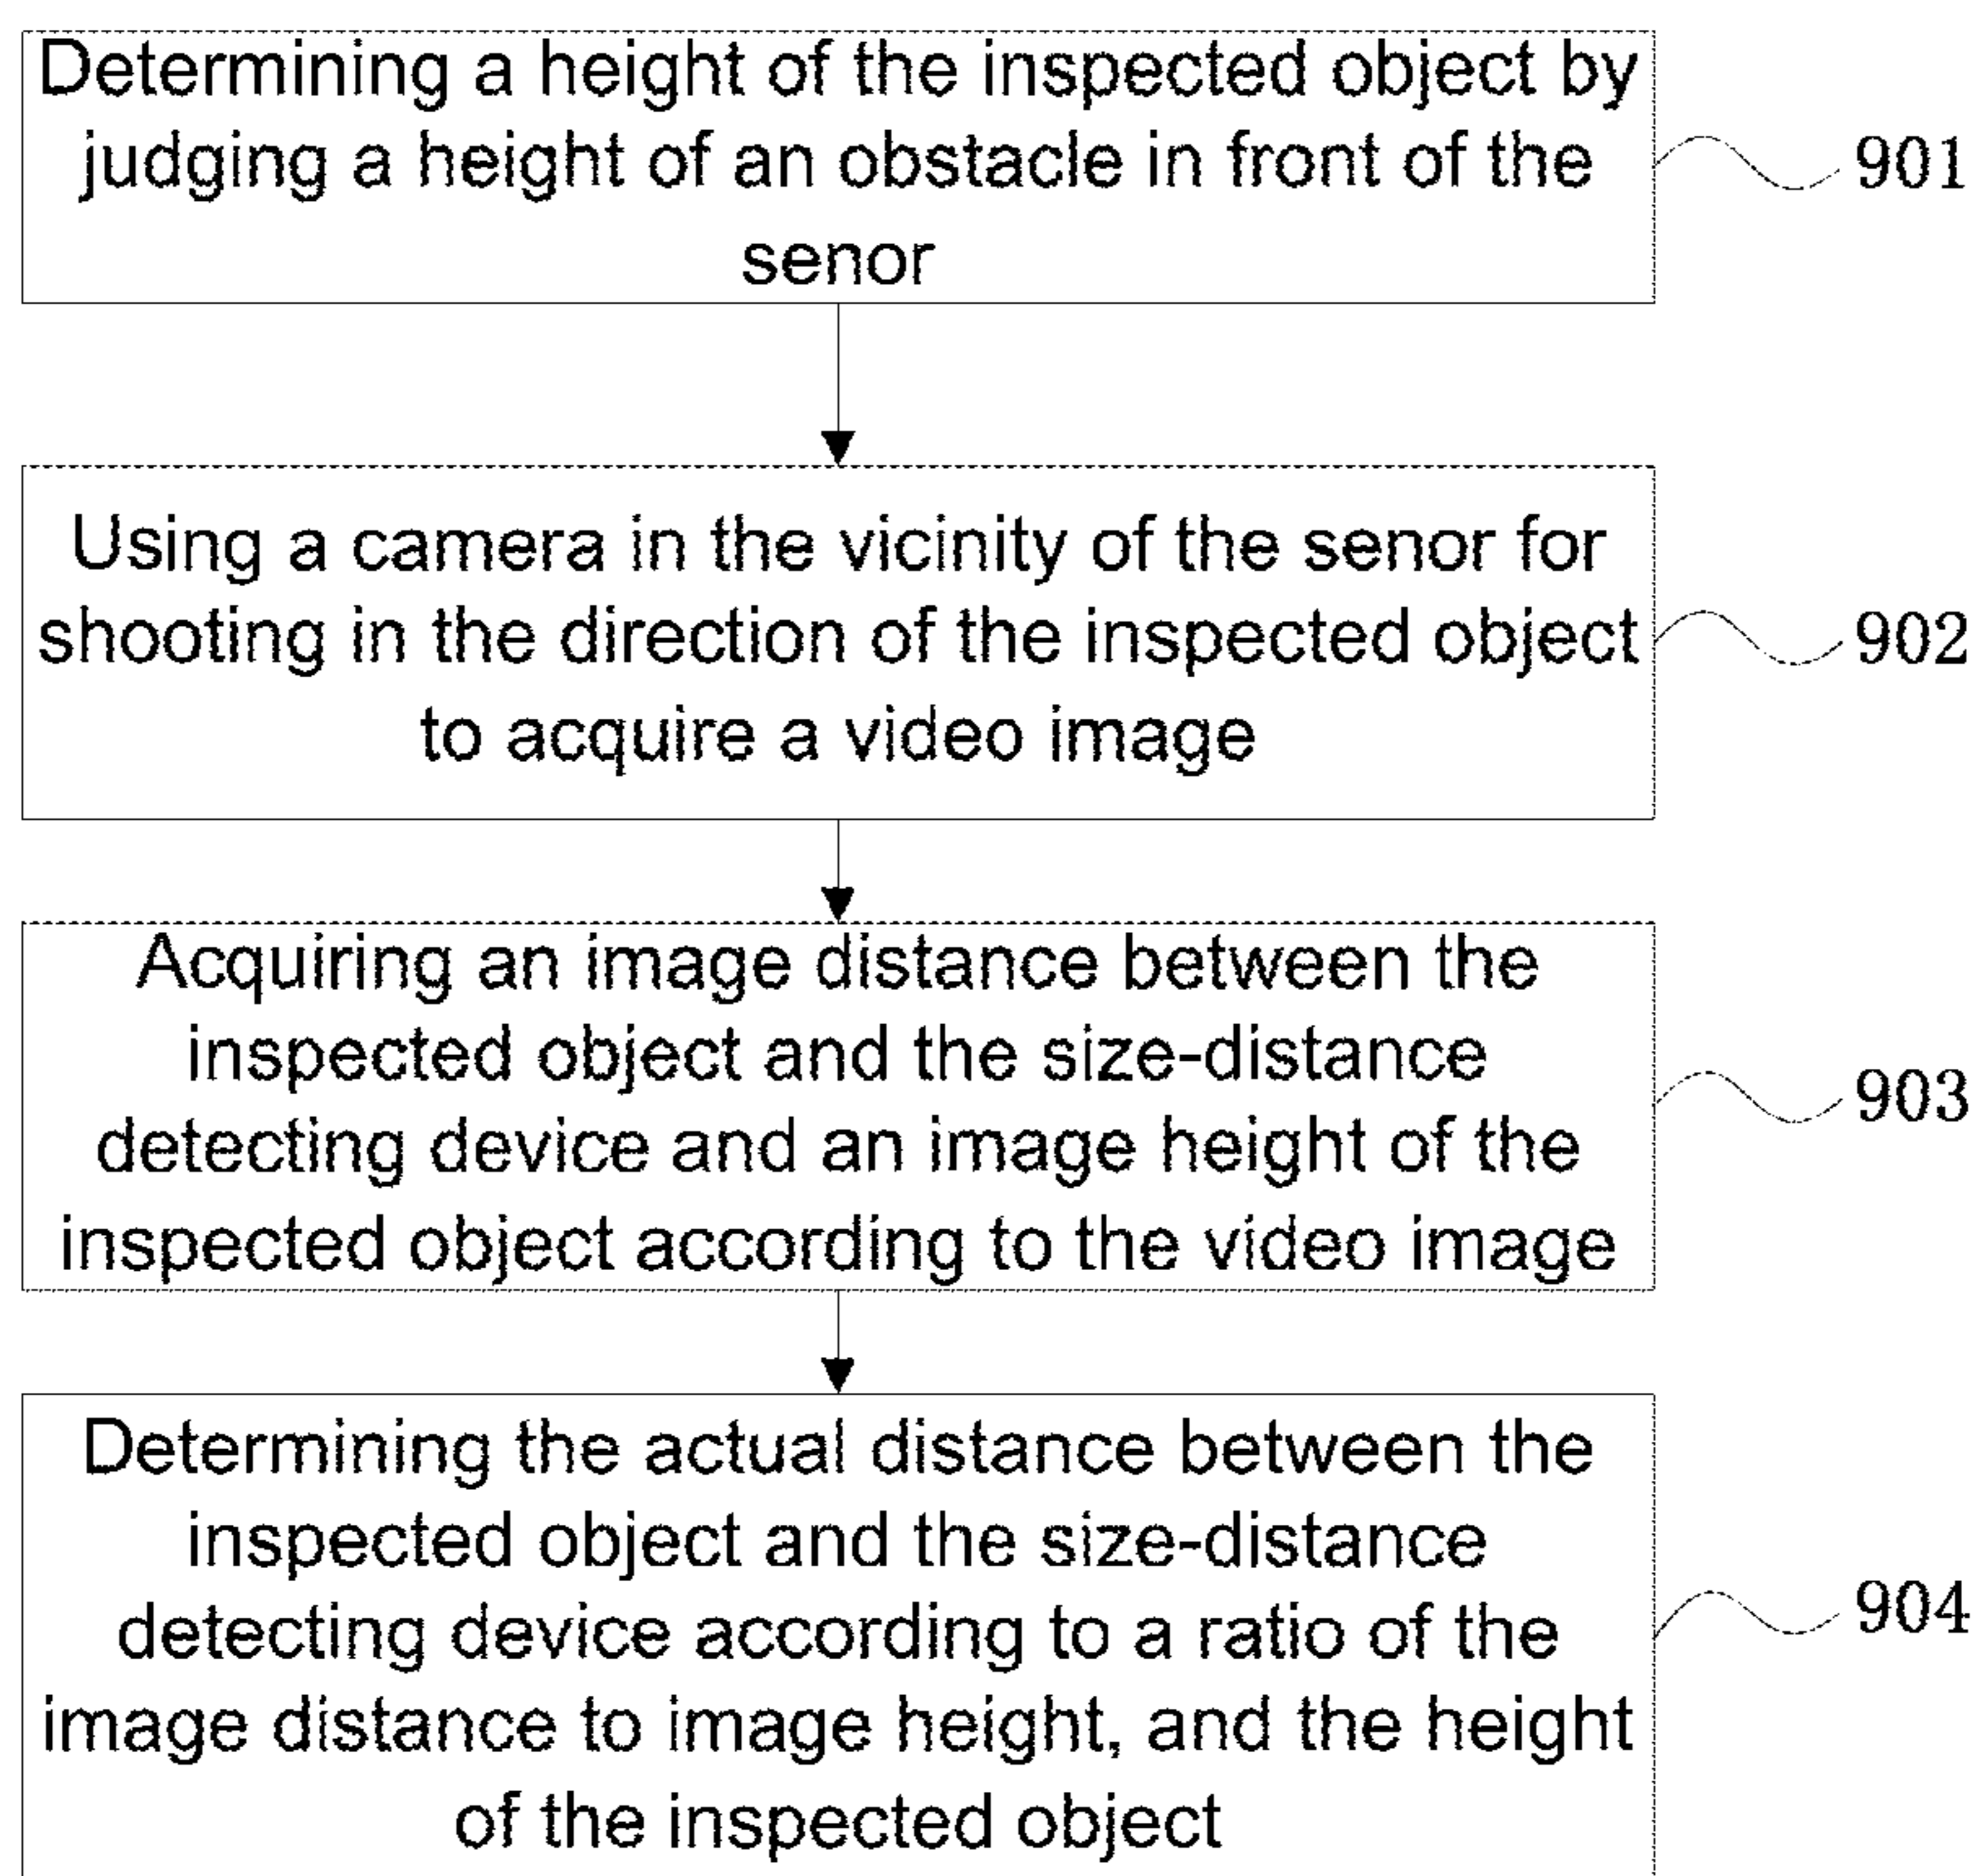 Determining a height of the inspected object by
judging a height of an obstacle in front of the
senor
901
Using a camera in the vicinity of the senor for
shooting in the direction of the inspected object
to acquire a video image
902
Acquiring an image distance between the
inspected object and the size-distance
detecting device and an image height of the
inspected object according to the video image
903
Determining the actual distance between the
inspected object and the size-distance
detecting device according to a ratio of the
image distance to image height, and the height
of the inspected object
904